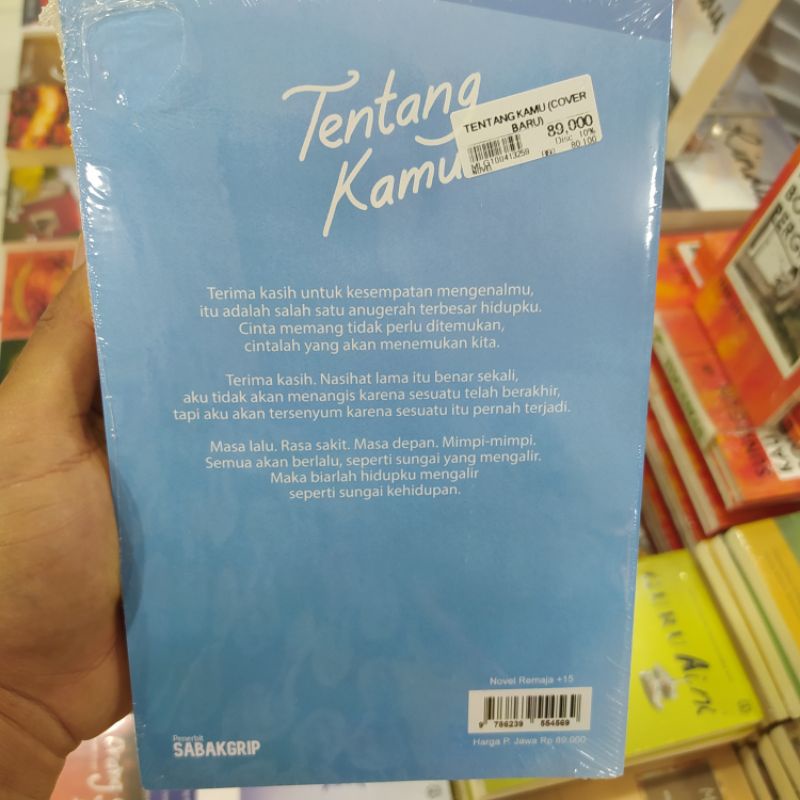 Tentang
Kamu
TENTANG KAMU (COVER
BARU)
89,000
Disc 10%
80,100
Terima kasih untuk kesempatan mengenalmu,
itu adalah salah satu anugerah terbesar hidupku.
Cinta memang tidak perlu ditemukan,
cintalah yang akan menemukan kita.
Terima kasih. Nasihat lama itu benar sekali,
aku tidak akan menangis karena sesuatu telah berakhir,
tapi aku akan tersenyum karena sesuatu itu pernah terjadi.
Masa lalu. Rasa sakit. Masa depan. Mimpi-mimpi.
Semua akan berlalu, seperti sungai yang mengalir.
Maka biarlah hidupku mengalir
seperti sungai kehidupan.
Novel Remaja +15
9 786239 554569
Harga P. Jawa Rp 89.000
Penerbit
SABAKGRIP